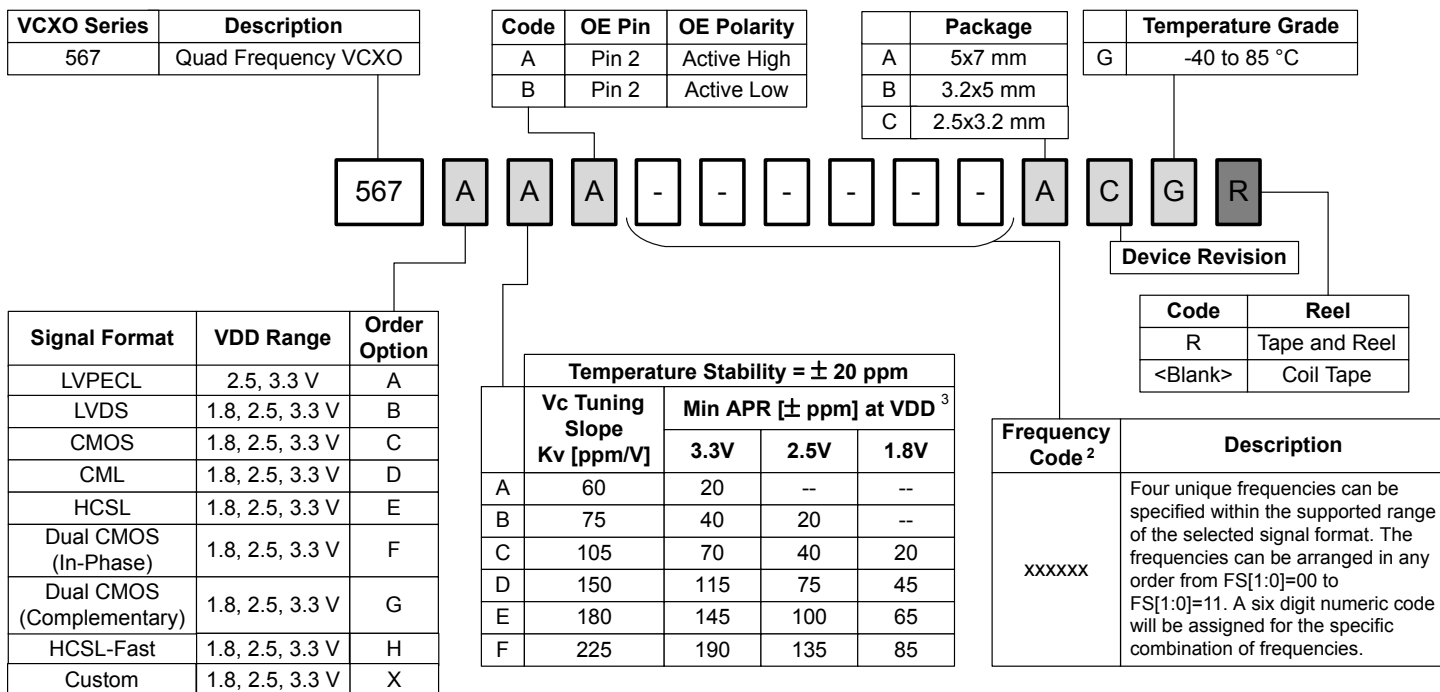 VCXO Series Description
567 Quad Frequency VCXO
Code OE Pin OE Polarity
A Pin 2 Active High
B Pin 2 Active Low
Package
A 5x7 mm
B 3.2x5 mm
C 2.5x3.2 mm
Temperature Grade
G -40 to 85 °C
567 A A A - - - - - - A C G R
Device Revision
Code Reel
R Tape and Reel
<Blank> Coil Tape
Signal Format VDD Range Order
Option
LVPECL 2.5, 3.3 V A
LVDS 1.8, 2.5, 3.3 V B
CMOS 1.8, 2.5, 3.3 V C
CML 1.8, 2.5, 3.3 V D
HCSL 1.8, 2.5, 3.3 V E
Dual CMOS
(In-Phase) 1.8, 2.5, 3.3 V F
Dual CMOS
(Complementary) 1.8, 2.5, 3.3 V G
HCSL-Fast 1.8, 2.5, 3.3 V H
Custom 1.8, 2.5, 3.3 V X
Temperature Stability = ± 20 ppm
Vc Tuning
Slope
Kv [ppm/V]
Min APR [± ppm] at VDD 3
3.3V 2.5V 1.8V
A 60 20 -- --
B 75 40 20 --
C 105 70 40 20
D 150 115 75 45
E 180 145 100 65
F 225 190 135 85
Frequency
Code 2
Description
xxxxxx
Four unique frequencies can be
specified within the supported range
of the selected signal format. The
frequencies can be arranged in any
order from FS[1:0]=00 to
FS[1:0]=11. A six digit numeric code
will be assigned for the specific
combination of frequencies.